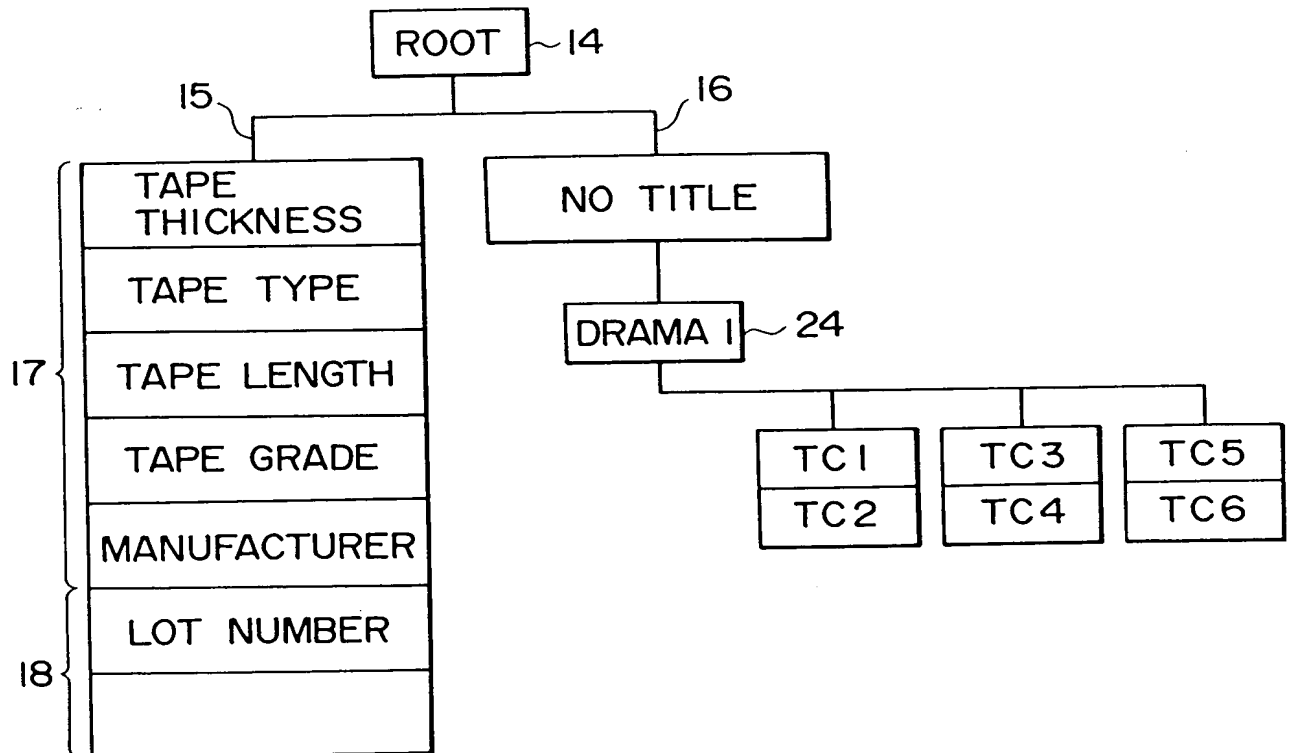 ROOT 14
15
16
TAPE
THICKNESS
NO TITLE
TAPE TYPE
DRAMA 1 24
17
TAPE LENGTH
TAPE GRADE
TC1 TC3 TC5
TC2 TC4 TC6
MANUFACTURER
LOT NUMBER
18